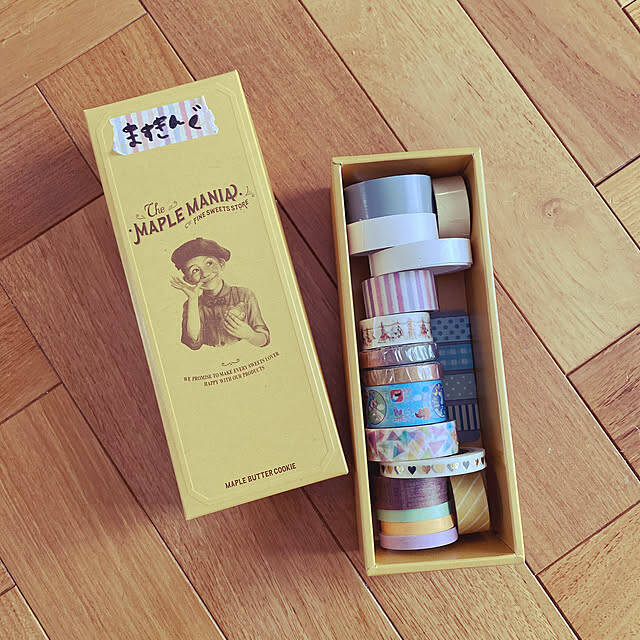 ますきんぐ
The
MAPLE MANIA
FINE SWEETS STORE
WE PROMISE TO MAKE EVERY SWEETS LOVER
HAPPY WITH OUR PRODUCTS
MAPLE BUTTER COOKIE